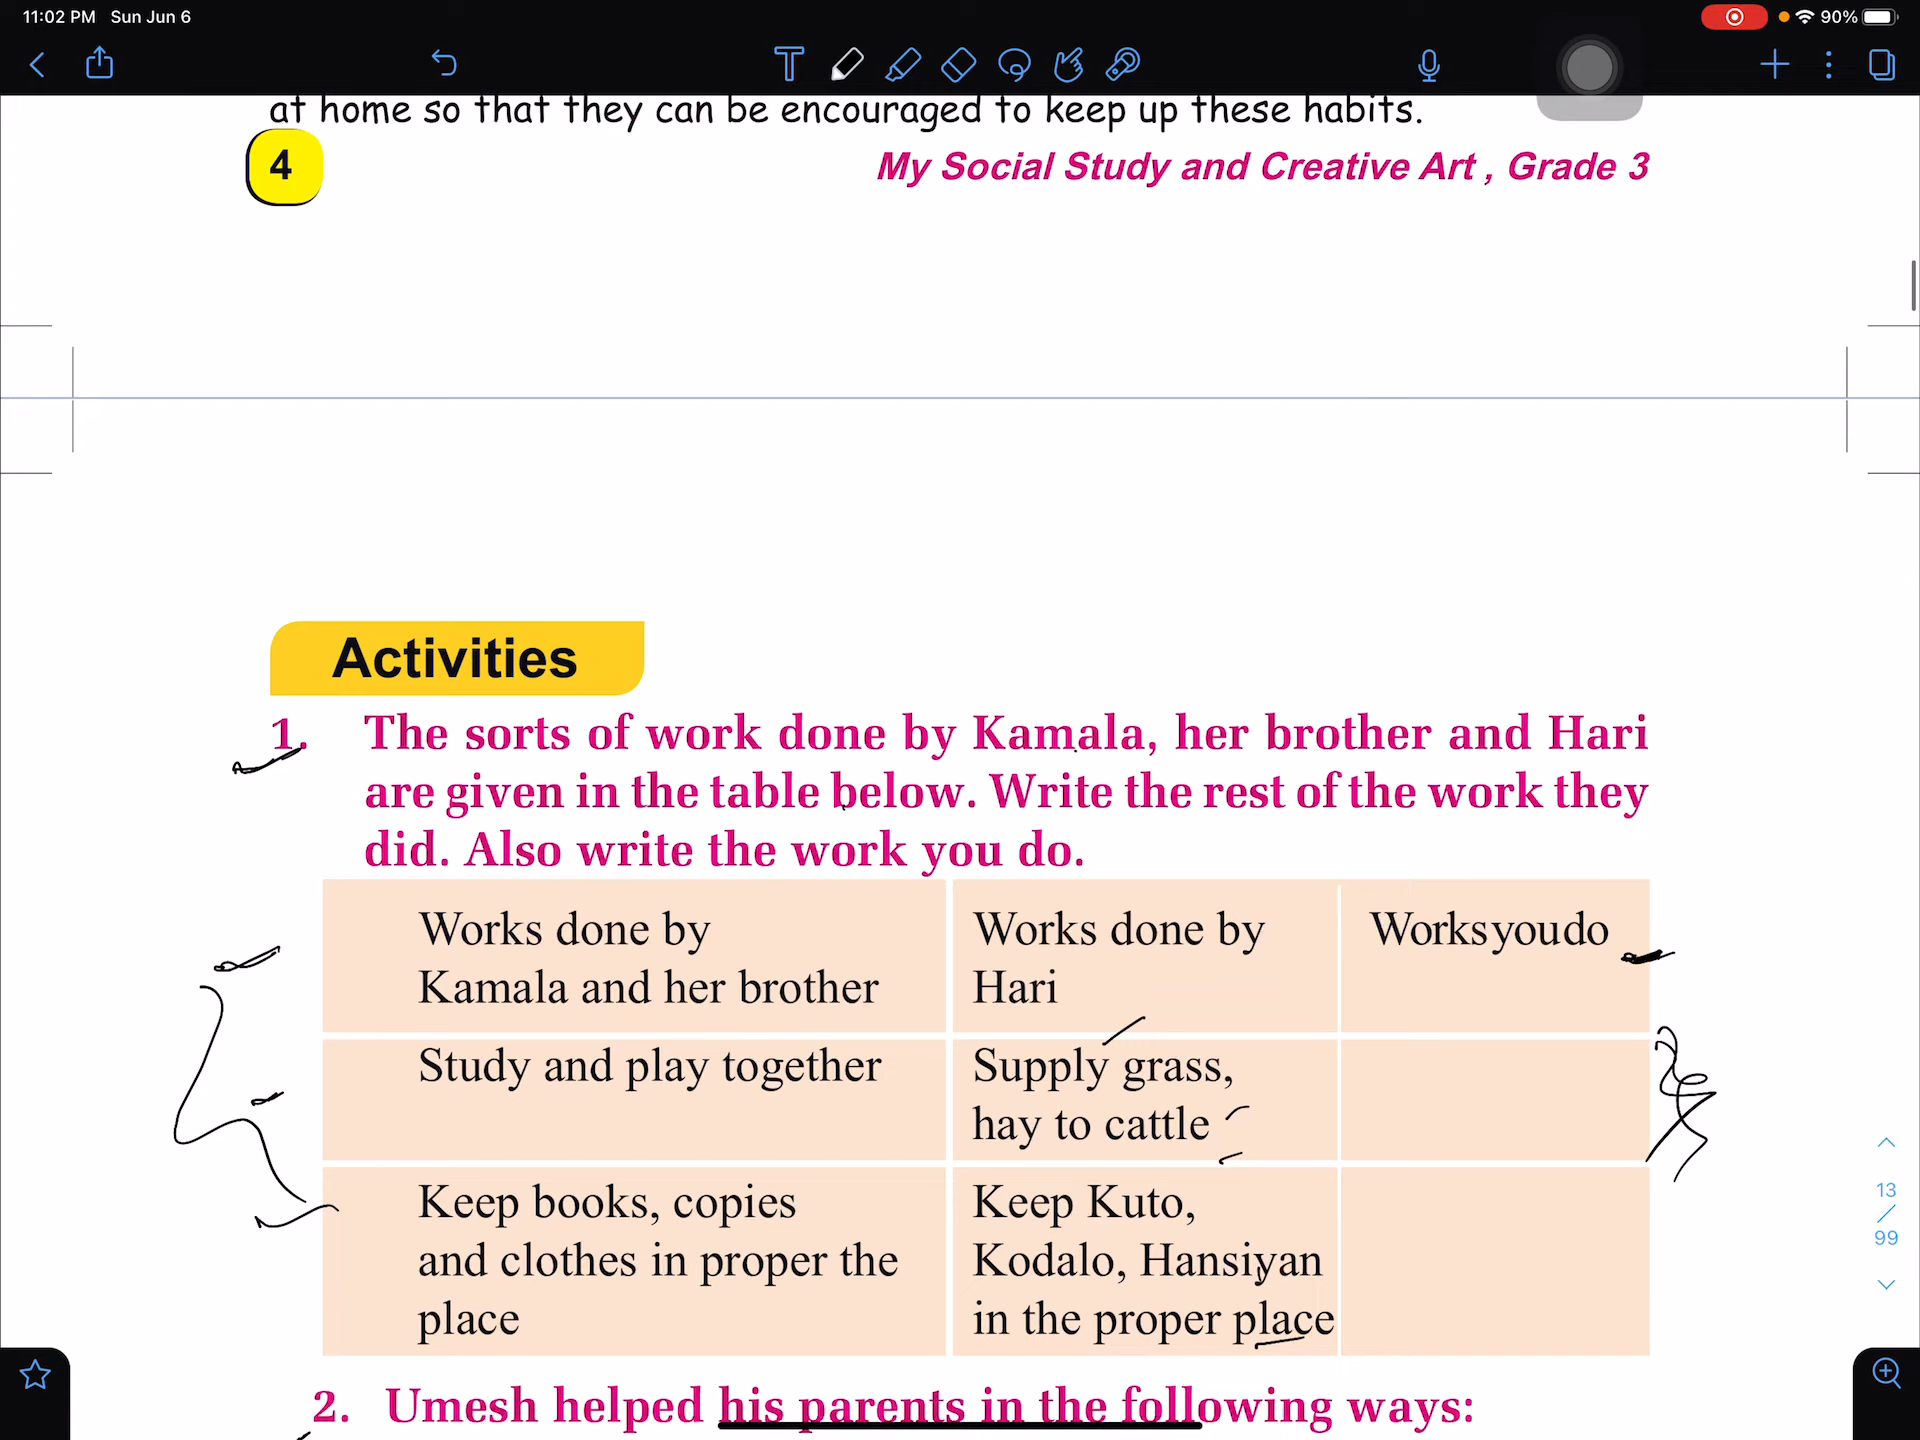 11:02 PM Sun Jun 6
90%
at home so that they can be encouraged to keep up these habits.
4
My Social Study and Creative Art , Grade 3
Activities
1. The sorts of work done by Kamala, her brother and Hari
are given in the table below. Write the rest of the work they
did. Also write the work you do.
Works done by
Kamala and her brother
Works done by
Hari
Worksyoudo
Study and play together
Supply grass,
hay to cattle
Keep books, copies
and clothes in proper the
place
Keep Kuto,
Kodalo, Hansiyan
in the proper place
13
/
99
2. Umesh helped his parents in the following ways: